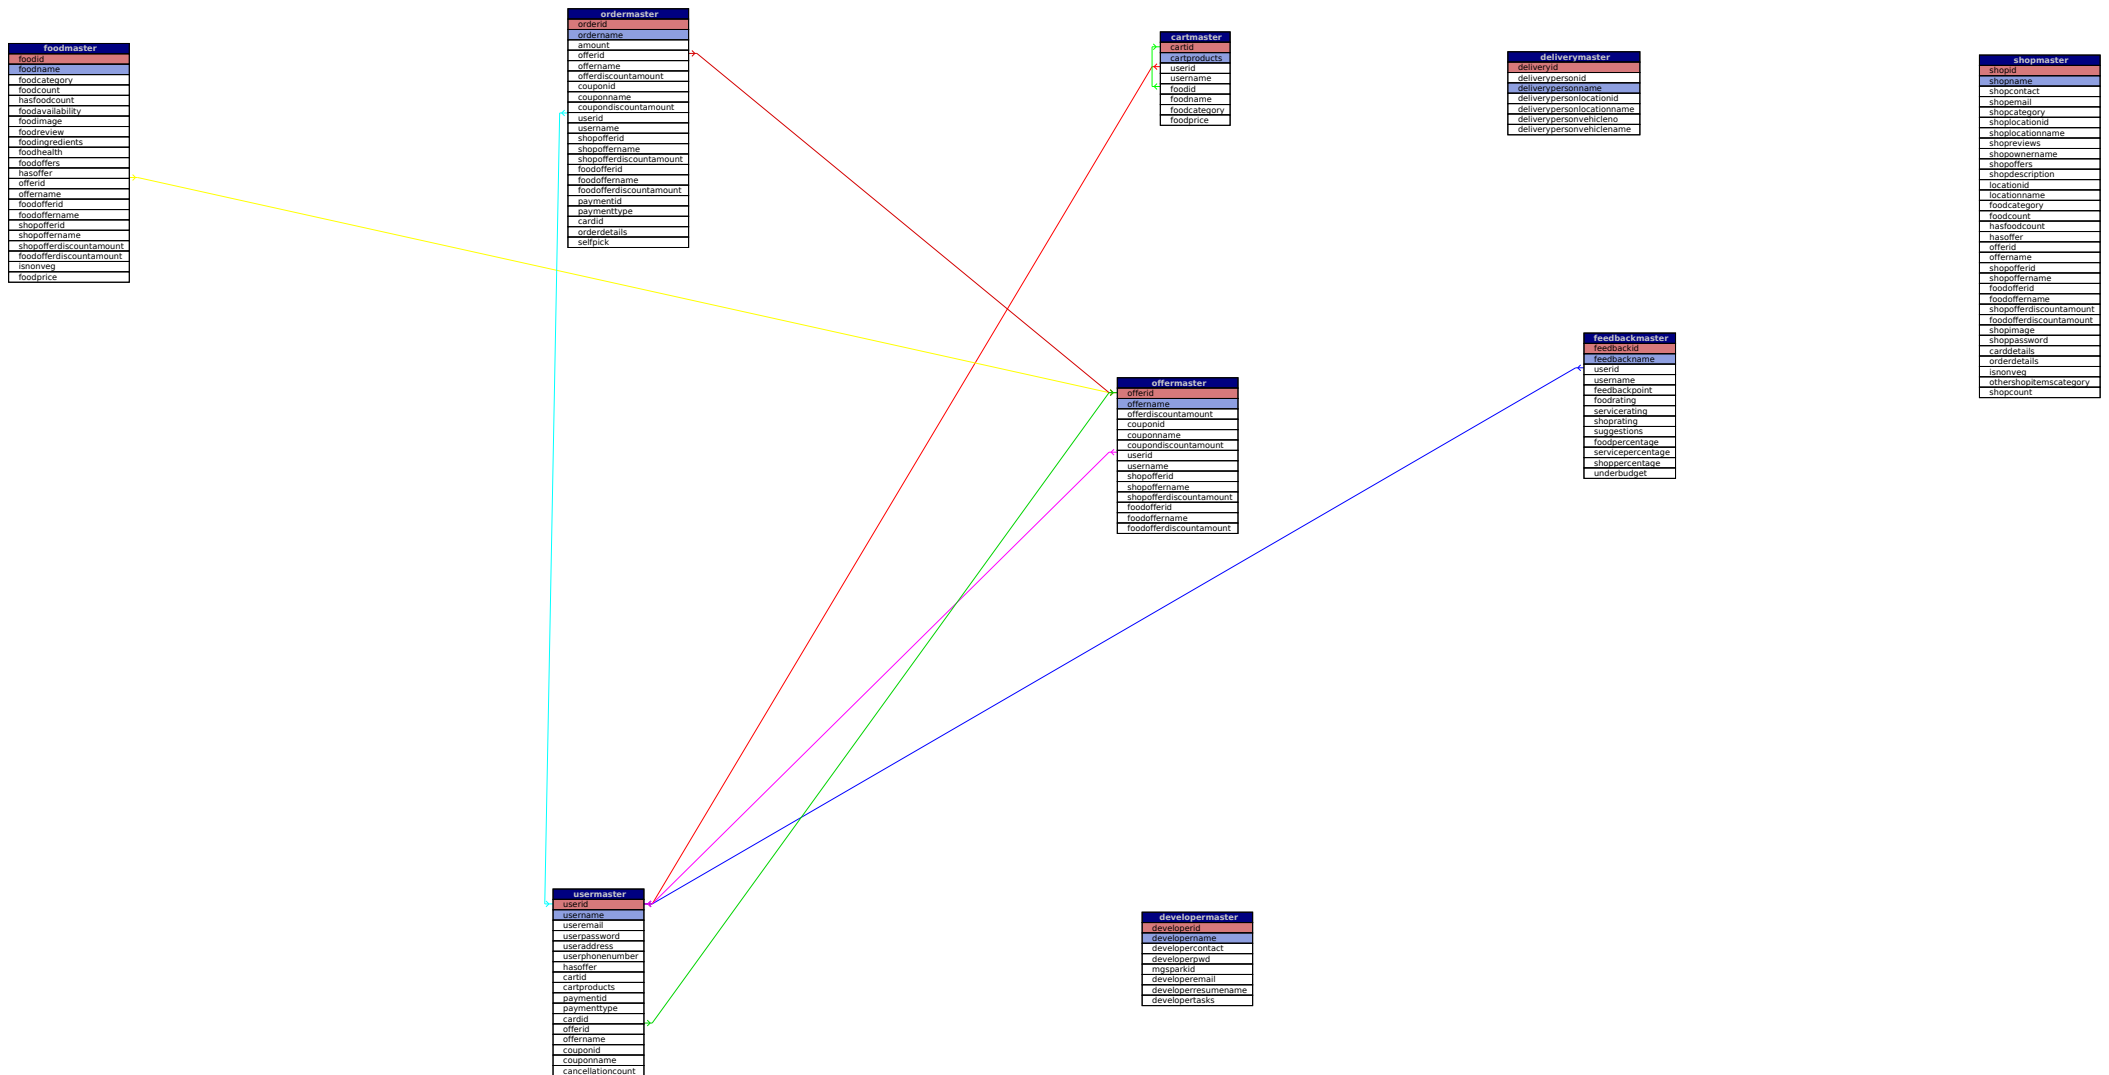 foodmaster
foodid
foodname
foodcategory
foodcount
hasfoodcount
foodavailability
foodimage
foodreview
foodingredients
foodhealth
foodoffers
hasoffer
offerid
offername
foodofferid
foodoffername
shopofferid
shopoffername
shopofferdiscountamount
foodofferdiscountamount
isnonveg
foodprice
ordermaster
orderid
ordername
amount
offerid
offername
offerdiscountamount
couponid
couponname
coupondiscountamount
userid
username
shopofferid
shopoffername
shopofferdiscountamount
foodofferid
foodoffername
foodofferdiscountamount
paymentid
paymenttype
cardid
orderdetails
selfpick
cartmaster
cartid
cartproducts
userid
username
foodid
foodname
foodcategory
foodprice
deliverymaster
deliveryid
deliverypersonid
deliverypersonname
deliverypersonlocationid
deliverypersonlocationname
deliverypersonvehicleno
deliverypersonvehiclename
shopmaster
shopid
shopname
shopcontact
shopemail
shopcategory
shoplocationid
shoplocationname
shopreviews
shopownername
shopoffers
shopdescription
locationid
locationname
foodcategory
foodcount
hasfoodcount
hasoffer
offerid
offername
shopofferid
shopoffername
foodofferid
foodoffername
shopofferdiscountamount
foodofferdiscountamount
shopimage
shoppassword
carddetails
orderdetails
isnonveg
othershopitemscategory
shopcount
feedbackmaster
feedbackid
feedbackname
userid
username
feedbackpoint
foodrating
servicerating
shoprating
suggestions
foodpercentage
servicepercentage
shoppercentage
underbudget
offermaster
offerid
offername
offerdiscountamount
couponid
couponname
coupondiscountamount
userid
username
shopofferid
shopoffername
shopofferdiscountamount
foodofferid
foodoffername
foodofferdiscountamount
usermaster
userid
username
useremail
userpassword
useraddress
userphonenumber
hasoffer
cartid
cartproducts
paymentid
paymenttype
cardid
offerid
offername
couponid
couponname
cancellationcount
developermaster
developerid
developername
developercontact
developerpwd
mgsparkid
developeremail
developerresumename
developertasks